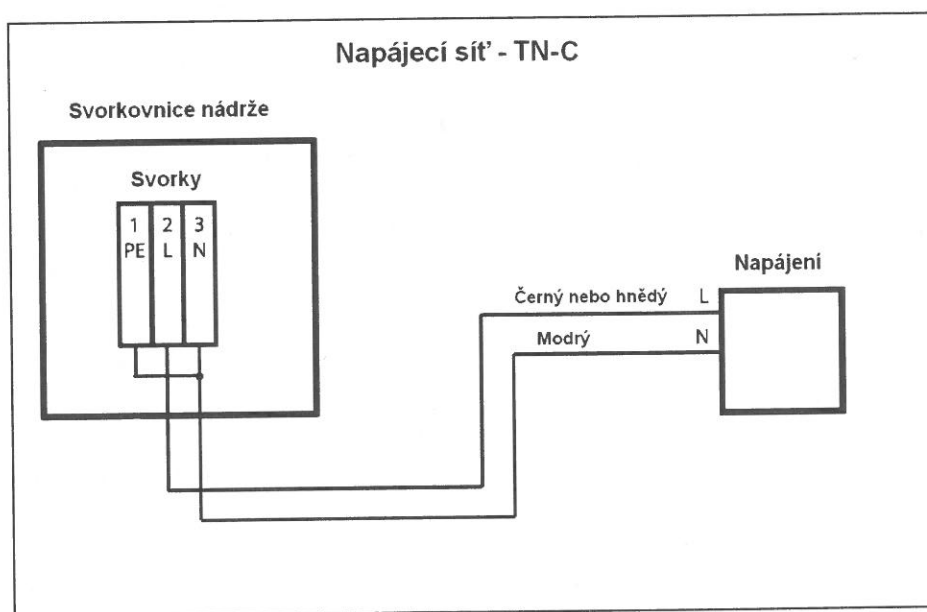 Napájecí síť - TN-C
Svorkovnice nádrže
Svorky
1 2 3
PE L N
Napájení
Černý nebo hnědý L
Modrý N